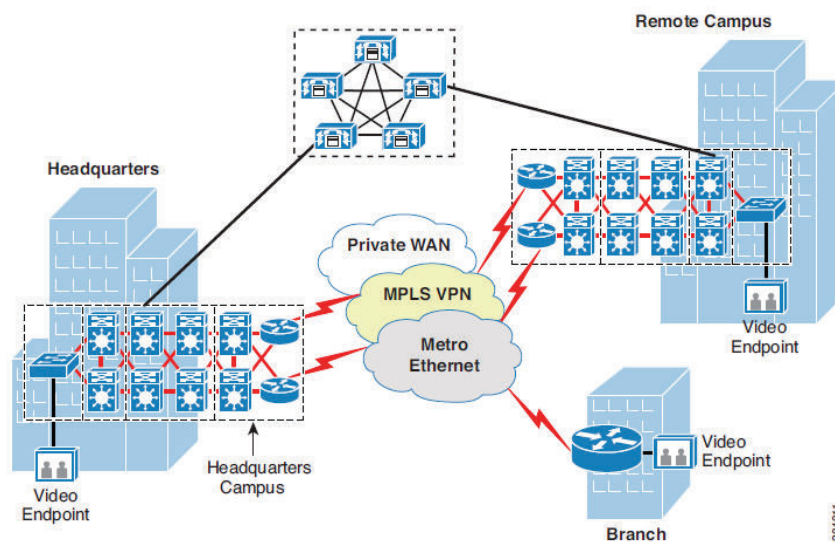 Remote Campus
Headquarters
Private WAN
MPLS VPN
Metro
Ethernet
Video
Endpoint
Video
Endpoint
Headquarters
Campus
Video
Endpoint
Branch